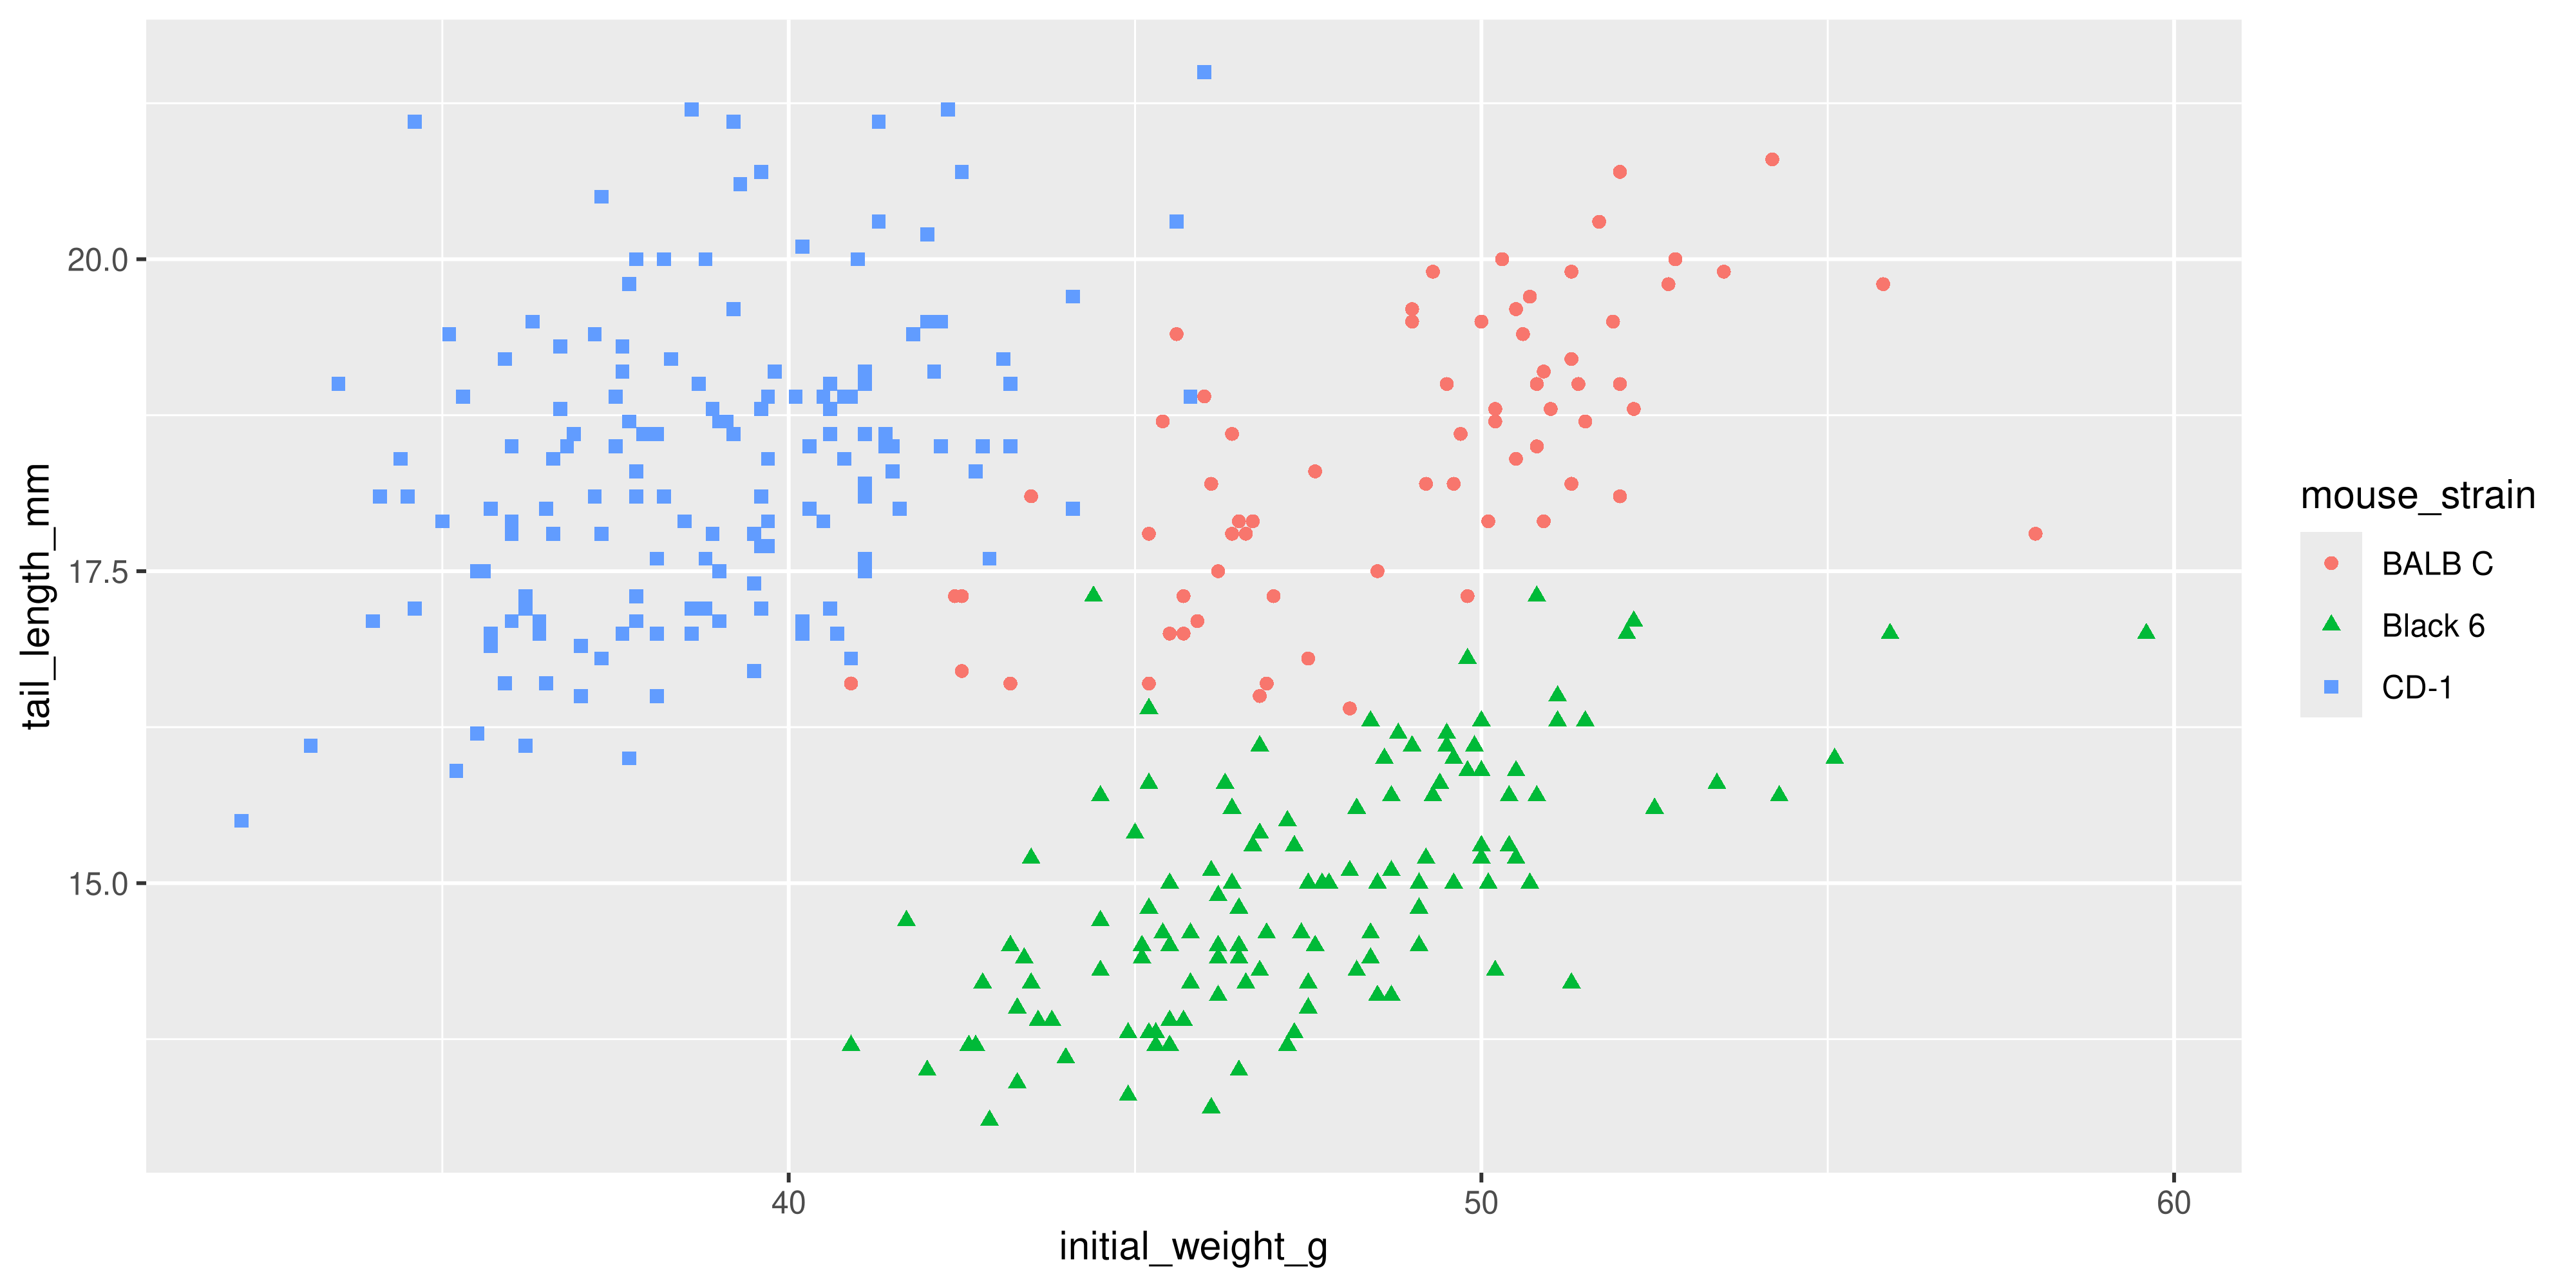 tail_length_mm
20.0
17.5
15.0
40
50
60
initial_weight_g
mouse_strain
BALB C
Black 6
CD-1